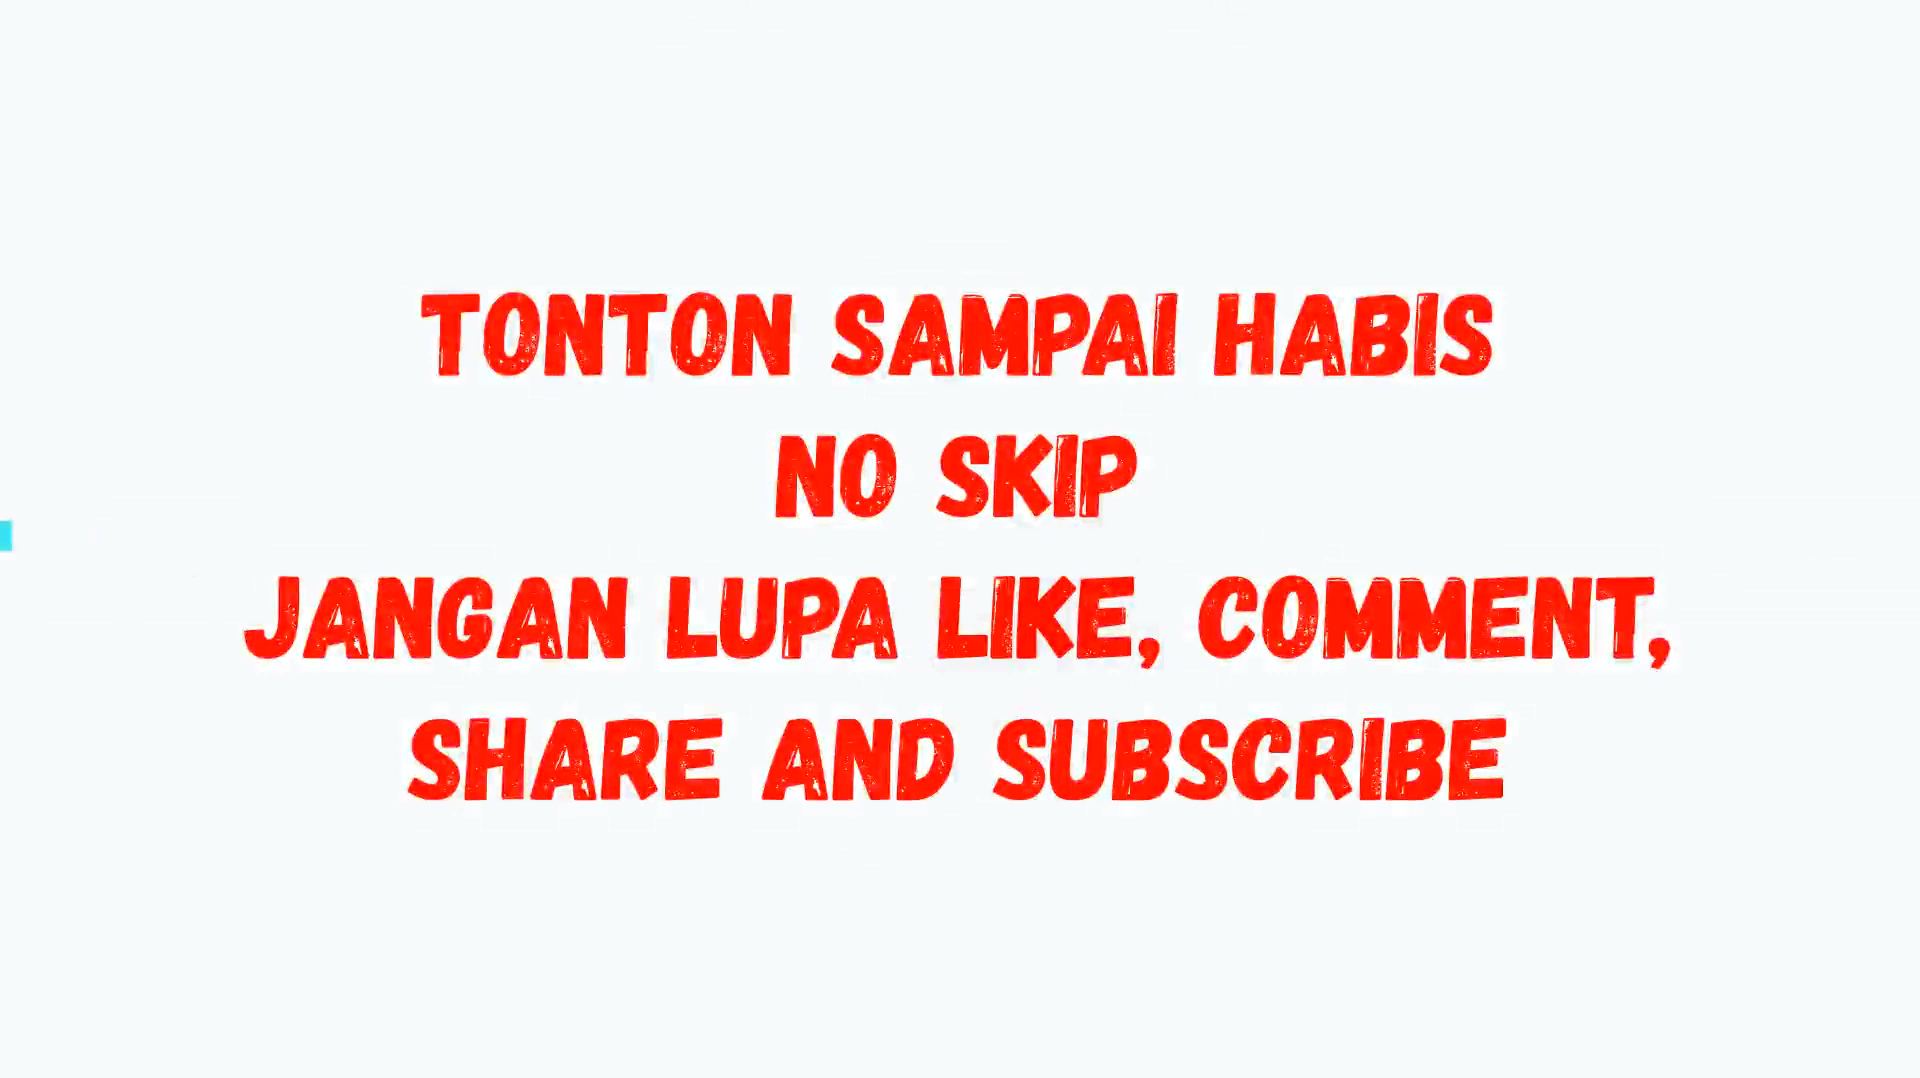 TONTON SAMPAI HABIS
NO SKIP
JANGAN LUPA LIKE, COMMENT,
SHARE AND SUBSCRIBE